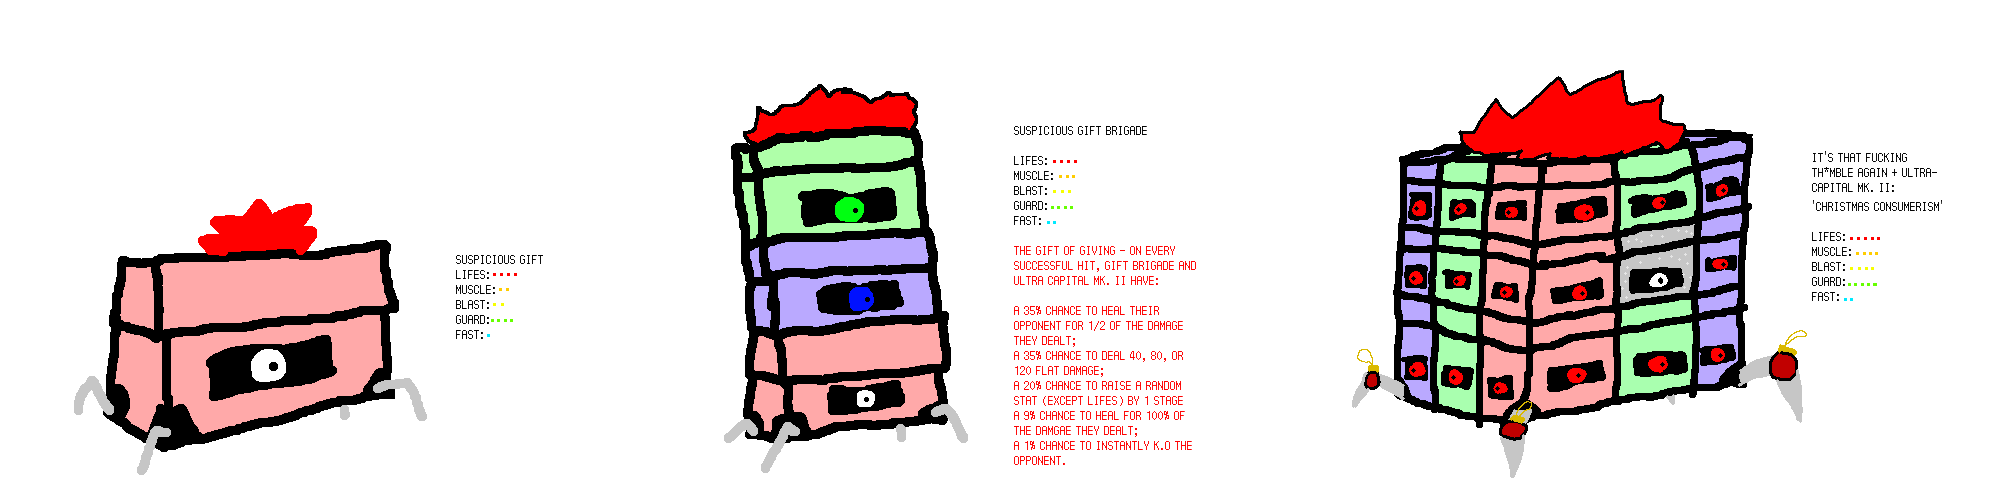 SUSPICIOUS GIFT
LIFES:
MUSCLE:
BLAST:
GUARD:
FAST:
SUSPICIOUS GIFT BRIGADE
LIFES:
MUSCLE:
BLAST:
GUARD:
FAST:
THE GIFT OF GIVING - ON EVERY
SUCCESSFUL HIT, GIFT BRIGADE AND
ULTRA CAPITAL MK. II HAVE:
A 35% CHANCE TO HEAL THEIR
OPPONENT FOR 1/2 OF THE DAMAGE
THEY DEALT;
A 35% CHANCE TO DEAL 40, 80, OR
120 FLAT DAMAGE;
A 20% CHANCE TO RAISE A RANDOM
STAT (EXCEPT LIFES) BY 1 STAGE
A 9% CHANCE TO HEAL FOR 100% OF
THE DAMGAE THEY DEALT;
A 1% CHANCE TO INSTANTLY K.O THE
OPPONENT.
IT'S THAT FUCKING
TH*MBLE AGAIN + ULTRA-
CAPITAL MK. II:
'CHRISTMAS CONSUMERISM'
LIFES:
MUSCLE:
BLAST:
GUARD:
FAST: